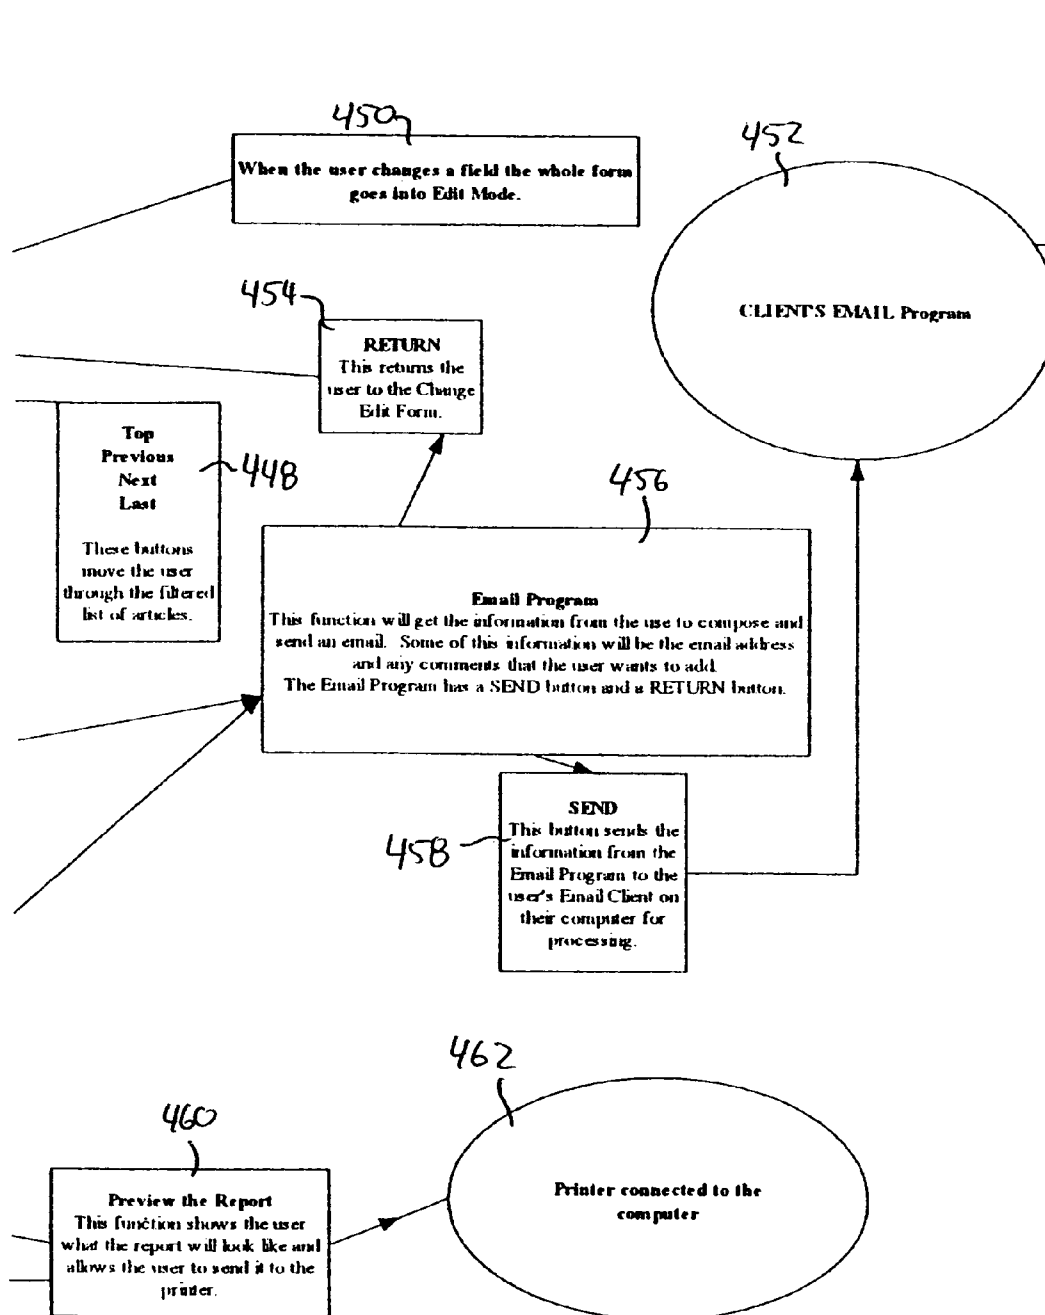 450
When the user changes a field the whole form
goes into Edit Mode.
452
CLIENT'S EMAIL Program
454
RETURN
This returns the
user to the Change
Edit Form.
Top
Previous
Next
Last
448
These buttons
move the user
through the filtered
list of articles.
456
Email Program
This function will get the information from the use to compose and
send an email. Some of this information will be the email address
and any comments that the user wants to add.
The Email Program has a SEND button and a RETURN button.
458
SEND
This button sends the
information from the
Email Program to the
user's Email Client on
their computer for
processing.
460
Preview the Report
This function shows the user
what the report will look like and
allows the user to send it to the
printer.
462
Printer connected to the
computer